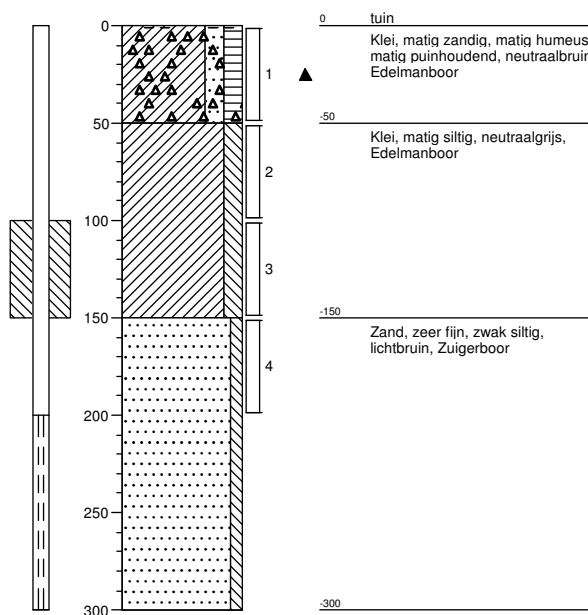 0
50
100
150
200
250
300
1
2
3
4
0
tuin
Klei, matig zandig, matig humeus,
matig puinhoudend, neutraalbruin,
Edelmanboor
-50
Klei, matig siltig, neutraalgrijs,
Edelmanboor
-150
Zand, zeer fijn, zwak siltig,
lichtbruin, Zuigerboor
-300